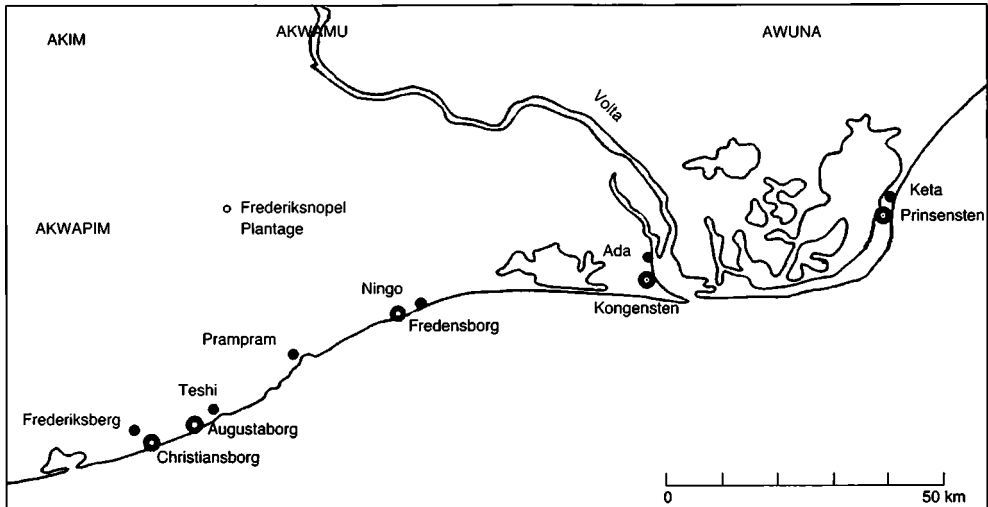 AKIM
AKWAMU
AWUNA
Volta
Keta
Prinsensten
Frederiksnopel
Plantage
AKWAPIM
Ada
Kongensten
Ningo
Fredensborg
Prampram
Teshi
Augustaborg
Frederiksberg
Christiansborg
0
50 km